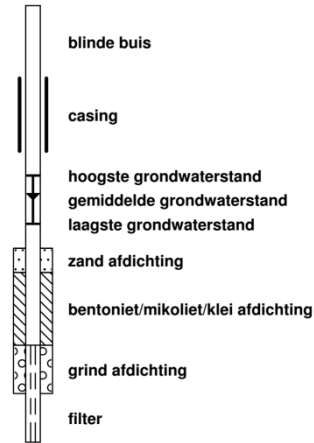 blinde buis
casing
hoogste grondwaterstand
gemiddelde grondwaterstand
laagste grondwaterstand
zand afdichting
bentoniet/mikoliet/klei afdichting
grind afdichting
filter